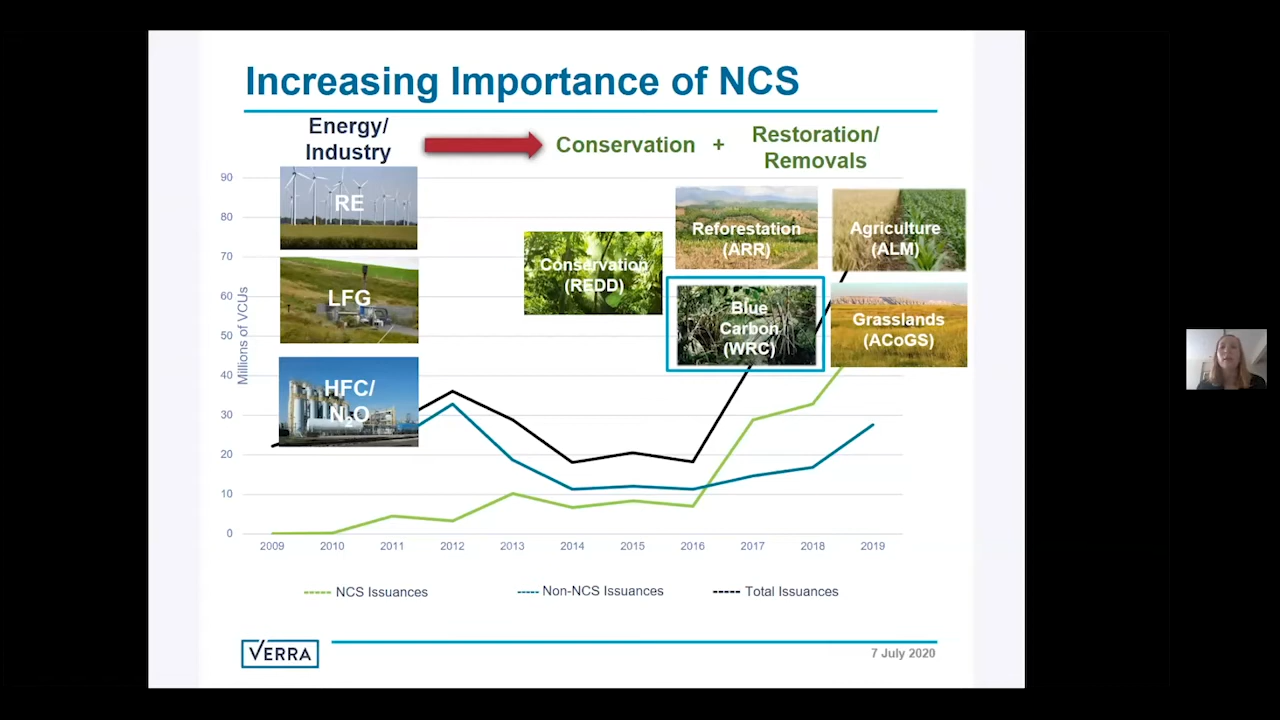 Increasing Importance of NCS
Energy/
Industry
Conservation
+
Restoration/
Removals
RE
LFG
HFC/
N₂O
Conservation
(REDD)
Reforestation
(ARR)
Agriculture
(ALM)
Blue
Carbon
(WRC)
Grasslands
(ACoGS)
Millions of VCUs
90
80
70
60
50
40
30
20
10
0
2009 2010 2011 2012 2013 2014 2015 2016 2017 2018 2019
NCS Issuances
Non-NCS Issuances
Total Issuances
VERRA
7 July 2020